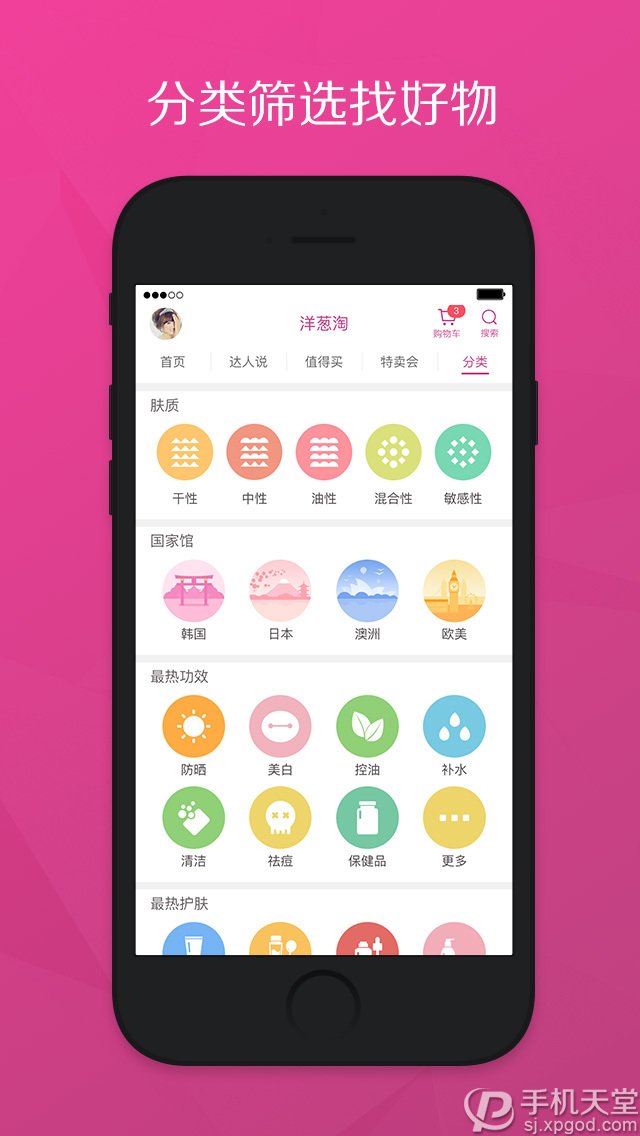 分类筛选找好物
洋葱淘
3
购物车
搜索
首页 达人说 值得买 特卖会 分类
肤质
干性 中性 油性 混合性 敏感性
国家馆
韩国 日本 澳洲 欧美
最热功效
防晒 美白 控油 补水
清洁 祛痘 保健品 更多
最热护肤
手机天堂
sj.xpgod.com